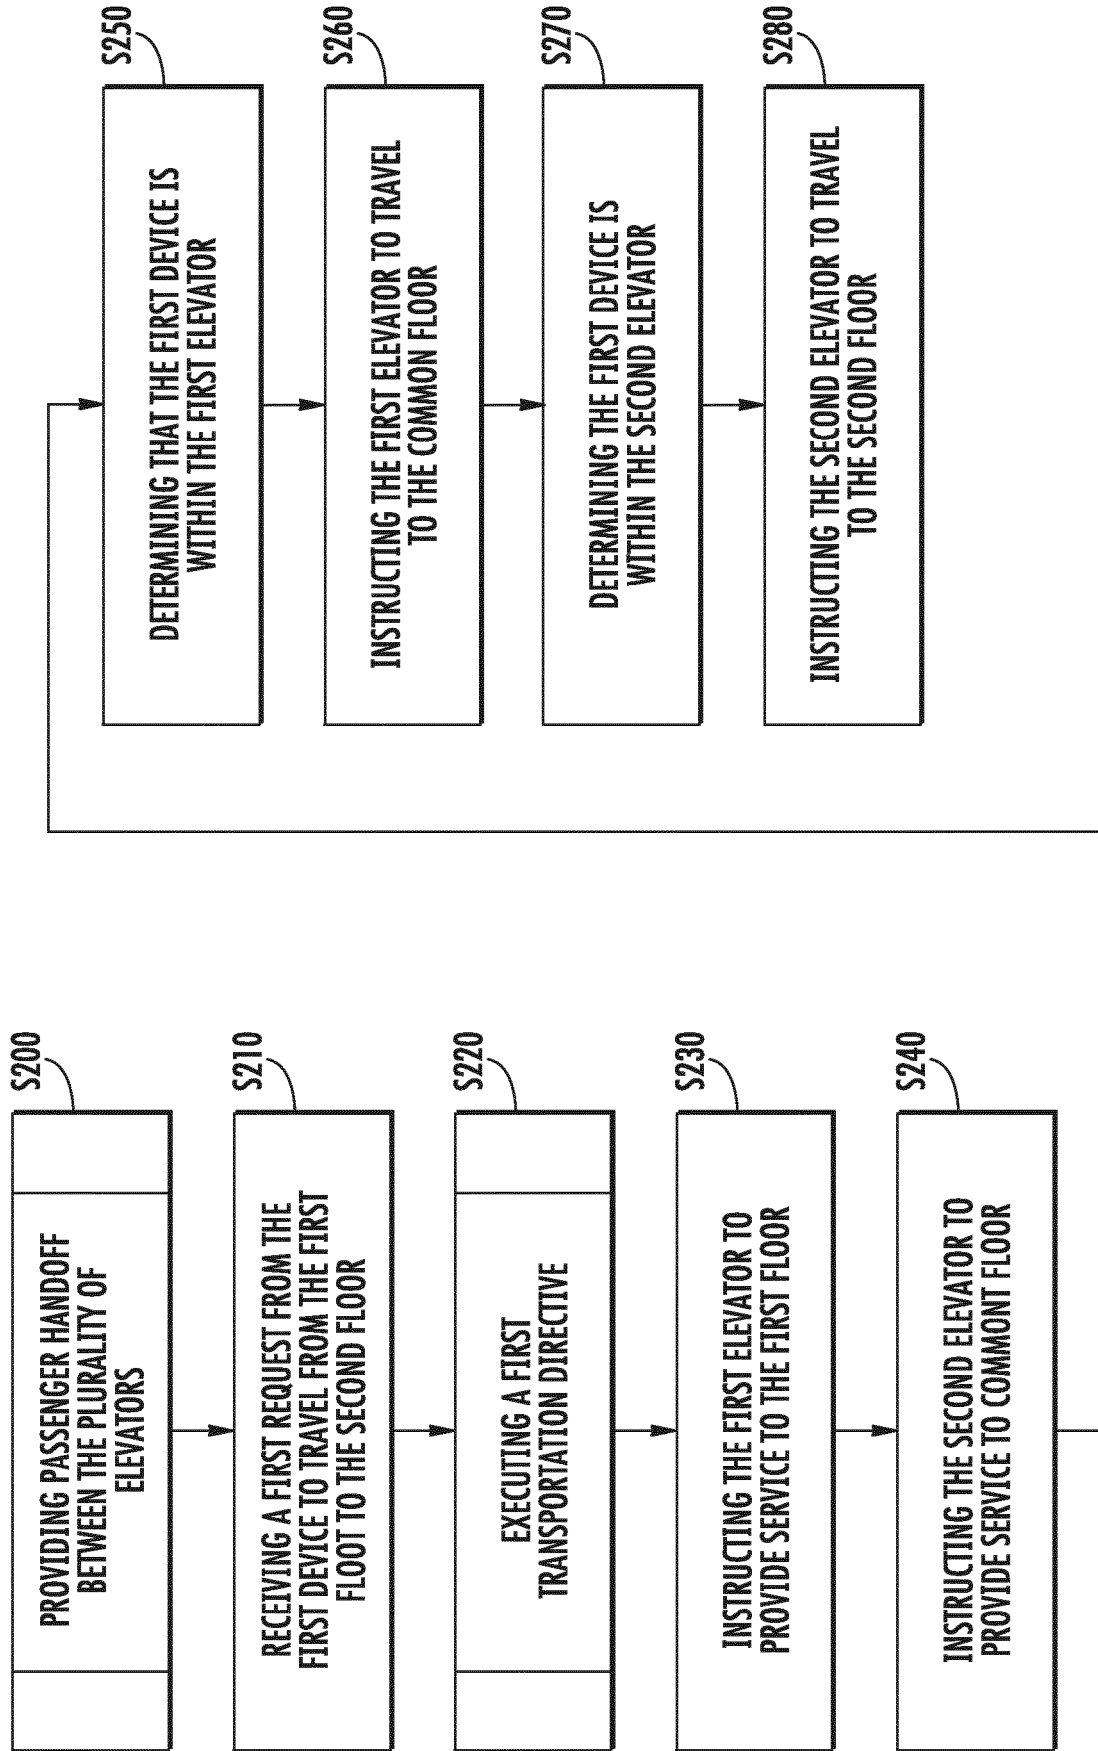 S200
PROVIDING PASSENGER HANDOFF
BETWEEN THE PLURALITY OF
ELEVATORS
S210
RECEIVING A FIRST REQUEST FROM THE
FIRST DEVICE TO TRAVEL FROM THE FIRST
FLOOT TO THE SECOND FLOOR
S220
EXECUTING A FIRST
TRANSPORTATION DIRECTIVE
S230
INSTRUCTING THE FIRST ELEVATOR TO
PROVIDE SERVICE TO THE FIRST FLOOR
S240
INSTRUCTING THE SECOND ELEVATOR TO
PROVIDE SERVICE TO COMMONT FLOOR
S250
DETERMINING THAT THE FIRST DEVICE IS
WITHIN THE FIRST ELEVATOR
S260
INSTRUCTING THE FIRST ELEVATOR TO TRAVEL
TO THE COMMON FLOOR
S270
DETERMINING THE FIRST DEVICE IS
WITHIN THE SECOND ELEVATOR
S280
INSTRUCTING THE SECOND ELEVATOR TO TRAVEL
TO THE SECOND FLOOR